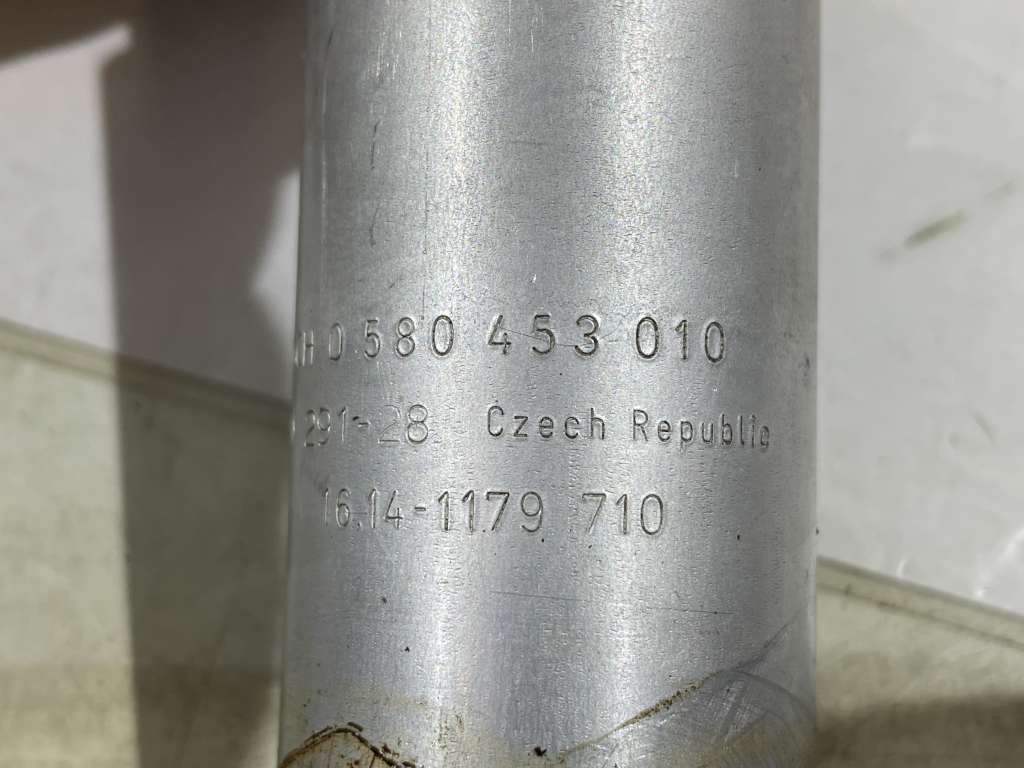 0 580 453 010
291-28 Czech Republic
16.14-1179 710